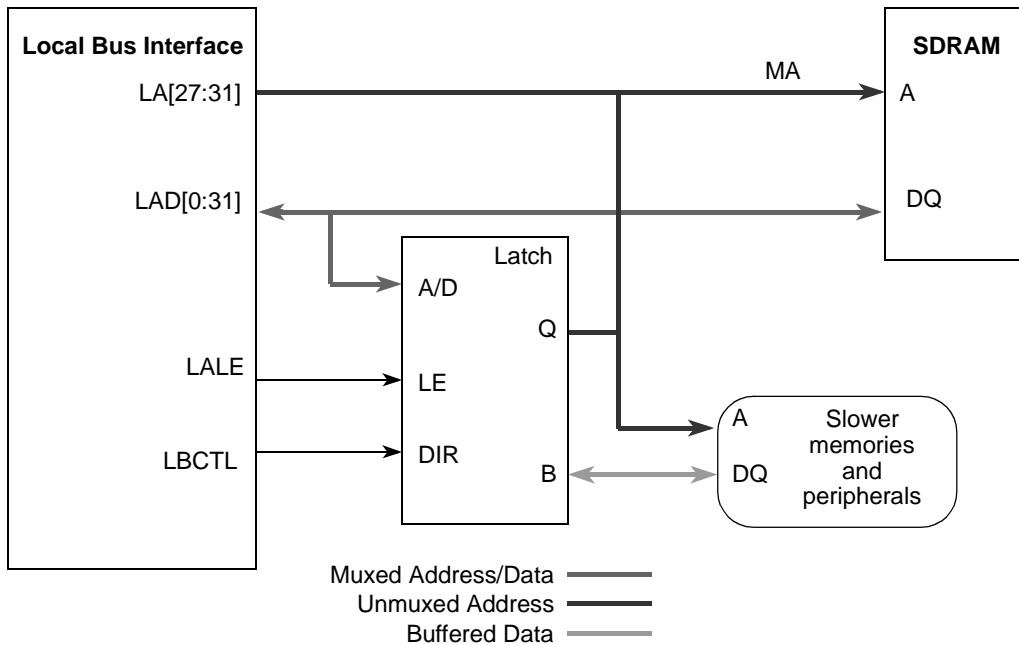 Local Bus Interface
SDRAM
MA
LA[27:31]
A
LAD[0:31]
DQ
Latch
A/D
Q
LALE
LE
A
Slower
memories
and
peripherals
LBCTL
DIR
B
DQ
Muxed Address/Data
Unmuxed Address
Buffered Data